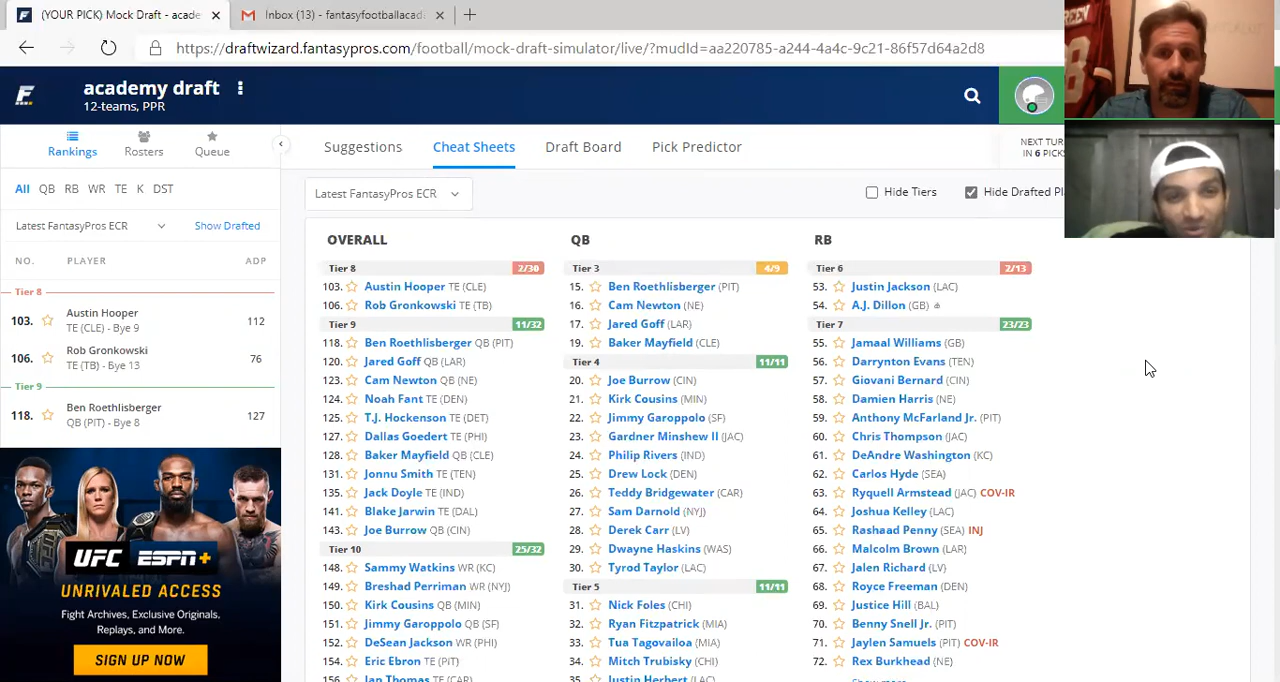 (YOUR PICK) Mock Draft - acade
Inbox (13) - fantasyfootballacad
https://draftwizard.fantasypros.com/football/mock-draft-simulator/live/?mudId=aa220785-a244-4a4c-9c21-86f57d64a2d8
academy draft
12-teams, PPR
Rankings Rosters Queue
Suggestions Cheat Sheets Draft Board Pick Predictor
NEXT TUR
IN 6 PICKS
All QB RB WR TE K DST
Latest FantasyPros ECR Show Drafted
NO. PLAYER ADP
Tier 8
103. Austin Hooper 112
TE (CLE) - Bye 9
106. Rob Gronkowski 76
TE (TB) - Bye 13
Tier 9
118. Ben Roethlisberger 127
QB (PIT) - Bye 8
UFC ESPN+
UNRIVALED ACCESS
Fight Archives, Exclusive Originals,
Replays, and More.
SIGN UP NOW
Latest FantasyPros ECR
Hide Tiers Hide Drafted Pl
OVERALL
Tier 8 2/30
103. Austin Hooper TE (CLE)
106. Rob Gronkowski TE (TB)
Tier 9 11/32
118. Ben Roethlisberger QB (PIT)
120. Jared Goff QB (LAR)
123. Cam Newton QB (NE)
124. Noah Fant TE (DEN)
125. T.J. Hockenson TE (DET)
127. Dallas Goedert TE (PHI)
128. Baker Mayfield QB (CLE)
131. Jonnu Smith TE (TEN)
135. Jack Doyle TE (IND)
141. Blake Jarwin TE (DAL)
143. Joe Burrow QB (CIN)
Tier 10 25/32
148. Sammy Watkins WR (KC)
149. Breshad Perriman WR (NYJ)
150. Kirk Cousins QB (MIN)
151. Jimmy Garoppolo QB (SF)
152. DeSean Jackson WR (PHI)
154. Eric Ebron TE (PIT)
156. Ian Thomas TE (CAR)
QB
Tier 3 4/9
15. Ben Roethlisberger (PIT)
16. Cam Newton (NE)
17. Jared Goff (LAR)
19. Baker Mayfield (CLE)
Tier 4 11/11
20. Joe Burrow (CIN)
21. Kirk Cousins (MIN)
22. Jimmy Garoppolo (SF)
23. Gardner Minshew II (JAC)
24. Philip Rivers (IND)
25. Drew Lock (DEN)
26. Teddy Bridgewater (CAR)
27. Sam Darnold (NYJ)
28. Derek Carr (LV)
29. Dwayne Haskins (WAS)
30. Tyrod Taylor (LAC)
Tier 5 11/11
31. Nick Foles (CHI)
32. Ryan Fitzpatrick (MIA)
33. Tua Tagovailoa (MIA)
34. Mitch Trubisky (CHI)
35. Justin Herbert (LAC)
RB
Tier 6 2/13
53. Justin Jackson (LAC)
54. A.J. Dillon (GB)
Tier 7 23/23
55. Jamaal Williams (GB)
56. Darrynton Evans (TEN)
57. Giovani Bernard (CIN)
58. Damien Harris (NE)
59. Anthony McFarland Jr. (PIT)
60. Chris Thompson (JAC)
61. DeAndre Washington (KC)
62. Carlos Hyde (SEA)
63. Ryquell Armstead (JAC) COV-IR
64. Joshua Kelley (LAC)
65. Rashaad Penny (SEA) INJ
66. Malcolm Brown (LAR)
67. Jalen Richard (LV)
68. Royce Freeman (DEN)
69. Justice Hill (BAL)
70. Benny Snell Jr. (PIT)
71. Jaylen Samuels (PIT) COV-IR
72. Rex Burkhead (NE)